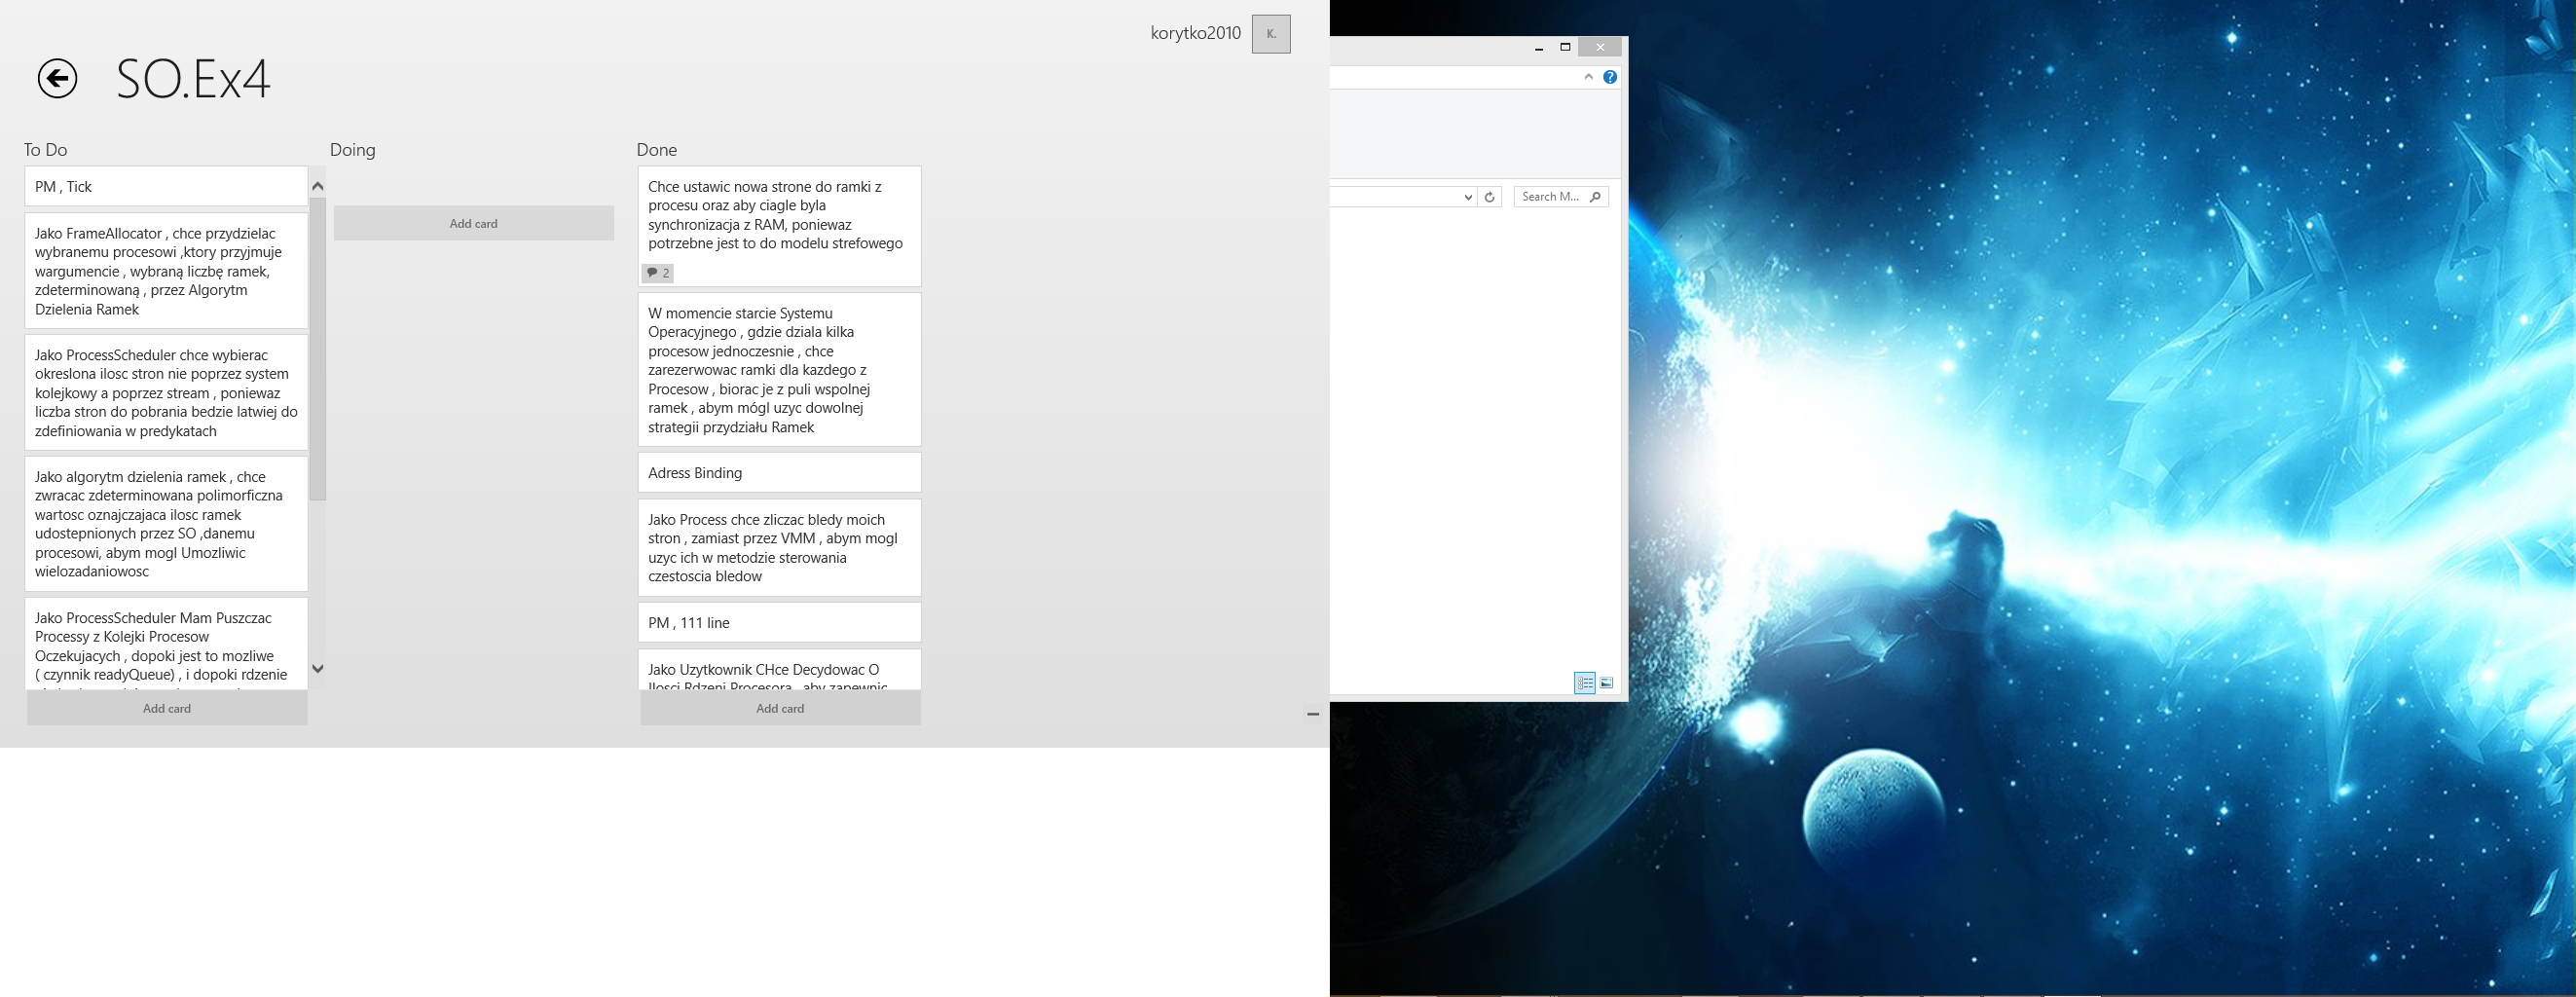 korytko2010
K.
SO.Ex4
To Do
PM , Tick
Jako FrameAllocator , chce przydzielac
wybranemu procesowi ,ktory przyjmuje
wargumencie , wybraną liczbę ramek,
zdeterminowaną , przez Algorytm
Dzielenia Ramek
Jako ProcessScheduler chce wybierac
okreslona ilosc stron nie poprzez system
kolejkowy a poprzez stream , poniewaz
liczba stron do pobrania bedzie latwiej do
zdefiniowania w predykatach
Jako algorytm dzielenia ramek , chce
zwracac zdeterminowana polimorficzna
wartosc oznajczajaca ilosc ramek
udostepnionych przez SO ,danemu
procesowi, abym mogl Umozliwic
wielozadaniowosc
Jako ProcessScheduler Mam Puszczac
Processy z Kolejki Procesow
Oczekujacych , dopoki jest to mozliwe
( czynnik readyQueue) , i dopoki rdzenie
Add card
Doing
Add card
Done
Chce ustawic nowa strone do ramki z
procesu oraz aby ciagle byla
synchronizacja z RAM, poniewaz
potrzebne jest to do modelu strefowego
2
W momencie starcie Systemu
Operacyjnego , gdzie dziala kilka
procesow jednoczesnie , chce
zarezerwowac ramki dla kazdego z
Procesow , biorac je z puli wspolnej
ramek , abym mógl uzyc dowolnej
strategii przydziału Ramek
Adress Binding
Jako Process chce zliczac bledy moich
stron , zamiast przez VMM , abym mogl
uzyc ich w metodzie sterowania
czestoscia bledow
PM , 111 line
Jako Uzytkownik CHce Decydowac O
Ilosci Rdzeni Procesora , aby zapewnic
Add card
Search M...